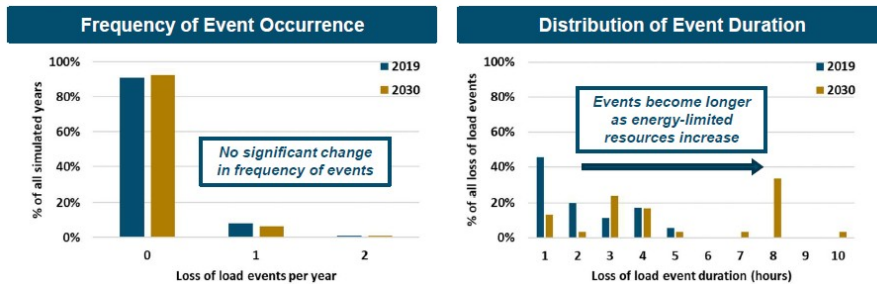 Frequency of Event Occurrence
% of all simulated years
100%
80%
60%
40%
20%
0%
2019
2030
No significant change
in frequency of events
0 1 2
Loss of load events per year
Distribution of Event Duration
% of all loss of load events
100%
80%
60%
40%
20%
0%
2019
2030
Events become longer
as energy-limited
resources increase
1 2 3 4 5 6 7 8 9 10
Loss of load event duration (hours)